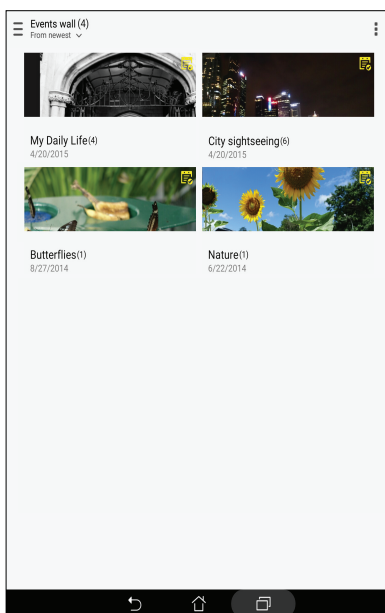 Events wall (4)
From newest
My Daily Life(4)
4/20/2015
City sightseeing(6)
4/20/2015
Butterflies(1)
8/27/2014
Nature(1)
6/22/2014